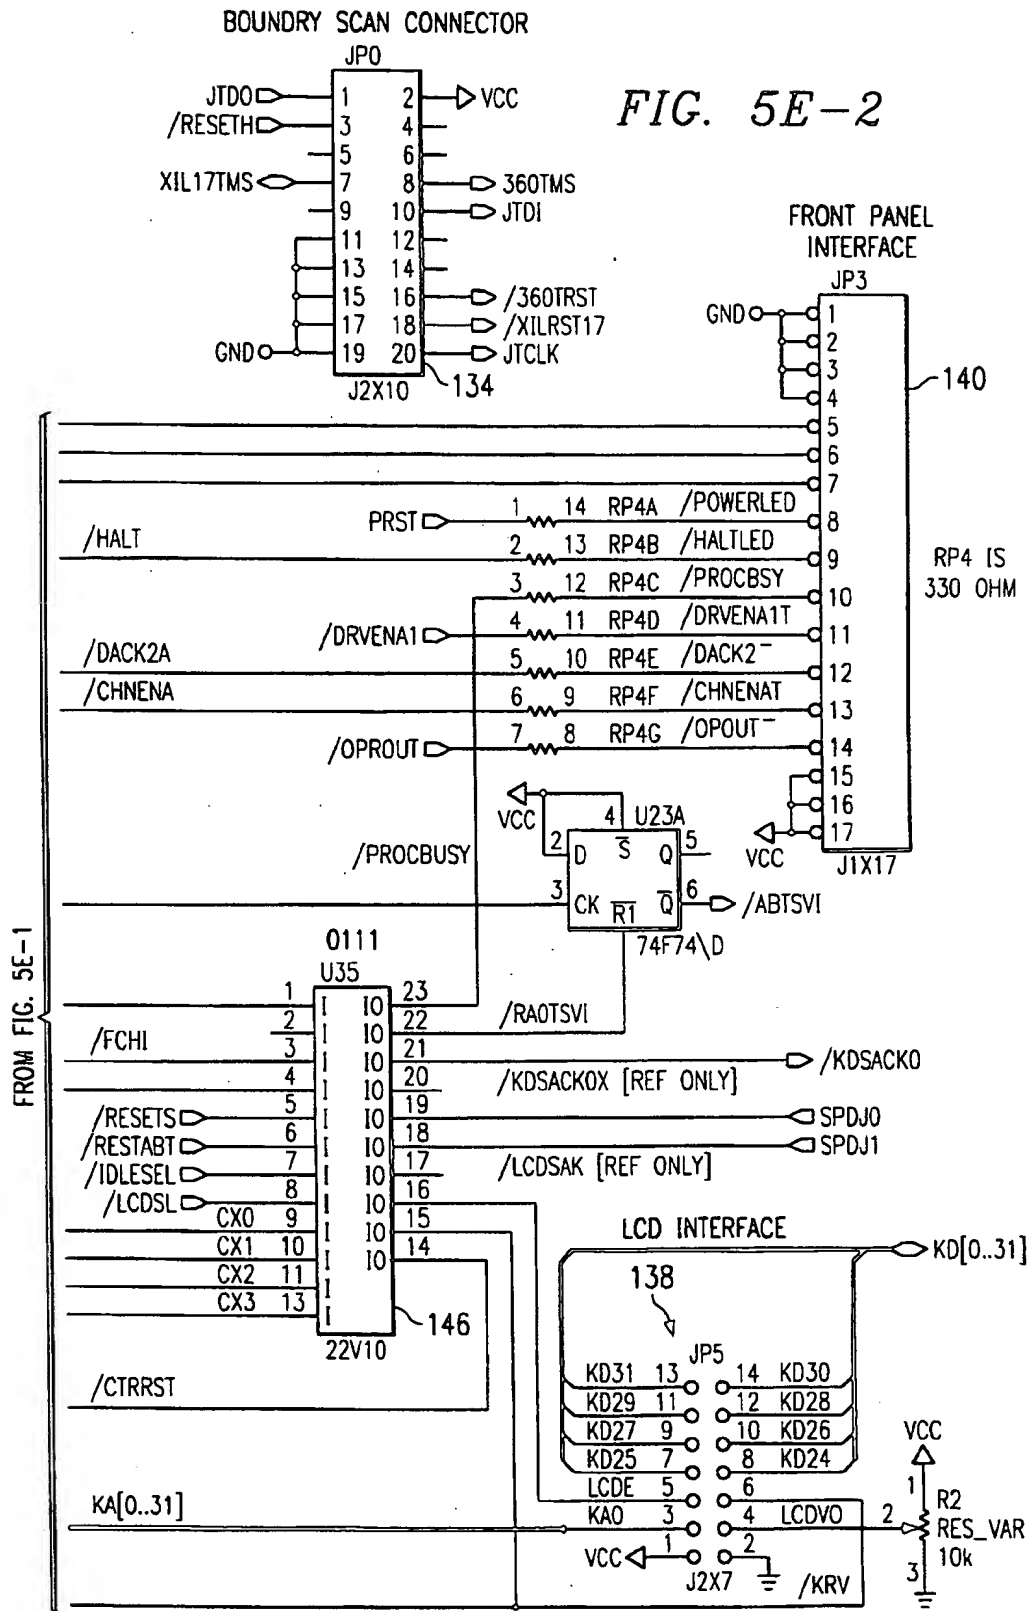 BOUNDRY SCAN CONNECTOR
JP0
FIG. 5E-2
JTDO 1 2 VCC
/RESETH 3 4
5 6
XIL17TMS 7 8 360TMS
9 10 JTDI
11 12
13 14
15 16 /360TRST
17 18 /XILRST17
GND 19 20 JTCLK
J2X10 134
FRONT PANEL
INTERFACE
JP3
GND 1
2
3
4
140
5
6
7
PRST 1 14 RP4A /POWERLED 8
/HALT 2 13 RP4B /HALTLED 9
RP4 IS
330 OHM
3 12 RP4C /PROCBSY 10
/DRVENA1 4 11 RP4D /DRVENA1T 11
/DACK2A 5 10 RP4E /DACK2- 12
/CHNENA 6 9 RP4F /CHNENAT 13
/OPROUT 7 8 RP4G /OPOUT- 14
15
16
VCC 17
J1X17
VCC 4 U23A
/PROCBUSY
2 D S Q 5
3 CK R1 Q 6 /ABTSVI
74F74\D
FROM FIG. 5E-1
0111
U35
1 I IO 23
2 I IO 22 /RA0TSVI
/FCHI 3 I IO 21 /KDSACK0
4 I IO 20 /KDSACK0X [REF ONLY]
/RESETS 5 I IO 19 SPDJ0
/RESTABT 6 I IO 18 SPDJ1
/IDLESEL 7 I IO 17 /LCDSAK [REF ONLY]
/LCDSL 8 I IO 16
CX0 9 I IO 15
CX1 10 I IO 14
CX2 11 I
CX3 13 I
146
22V10
/CTRRST
LCD INTERFACE
KD[0..31]
138
JP5
KD31 13 14 KD30
KD29 11 12 KD28
KD27 9 10 KD26
KD25 7 8 KD24
LCDE 5 6
KA[0..31]
KA0 3 4 LCDVO 2
VCC 1 2
J2X7
VCC
1
R2
RES_VAR
10k
3
/KRV